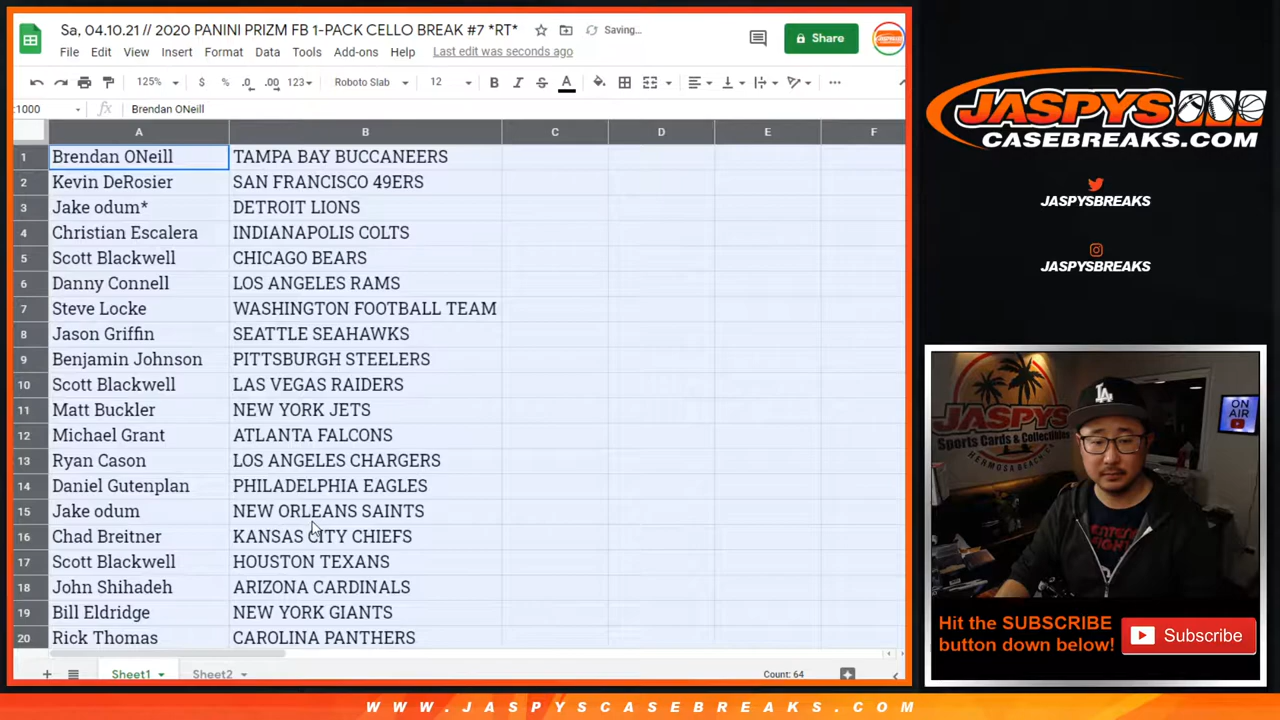 Sa, 04.10.21 // 2020 PANINI PRIZM FB 1-PACK CELLO BREAK #7 *RT*
Saving...
Share
File Edit View Insert Format Data Tools Add-ons Help Last edit was seconds ago
125% $ % .0 .00 123 Roboto Slab 12 B I S A
:1000 fx Brendan ONeill
A B C D E F
1 Brendan ONeill TAMPA BAY BUCCANEERS
2 Kevin DeRosier SAN FRANCISCO 49ERS
3 Jake odum* DETROIT LIONS
4 Christian Escalera INDIANAPOLIS COLTS
5 Scott Blackwell CHICAGO BEARS
6 Danny Connell LOS ANGELES RAMS
7 Steve Locke WASHINGTON FOOTBALL TEAM
8 Jason Griffin SEATTLE SEAHAWKS
9 Benjamin Johnson PITTSBURGH STEELERS
10 Scott Blackwell LAS VEGAS RAIDERS
11 Matt Buckler NEW YORK JETS
12 Michael Grant ATLANTA FALCONS
13 Ryan Cason LOS ANGELES CHARGERS
14 Daniel Gutenplan PHILADELPHIA EAGLES
15 Jake odum NEW ORLEANS SAINTS
16 Chad Breitner KANSAS CITY CHIEFS
17 Scott Blackwell HOUSTON TEXANS
18 John Shihadeh ARIZONA CARDINALS
19 Bill Eldridge NEW YORK GIANTS
20 Rick Thomas CAROLINA PANTHERS
Sheet1 Sheet2 Count: 64
JASPYS
CASEBREAKS.COM
JASPYSBREAKS
JASPYSBREAKS
JASPYS
Sports Cards & Collectibles
HERMOSA BEACH
LA
ON
AIR
Hit the SUBSCRIBE
button down below!
Subscribe
WWW.JASPYSCASEBREAKS.COM